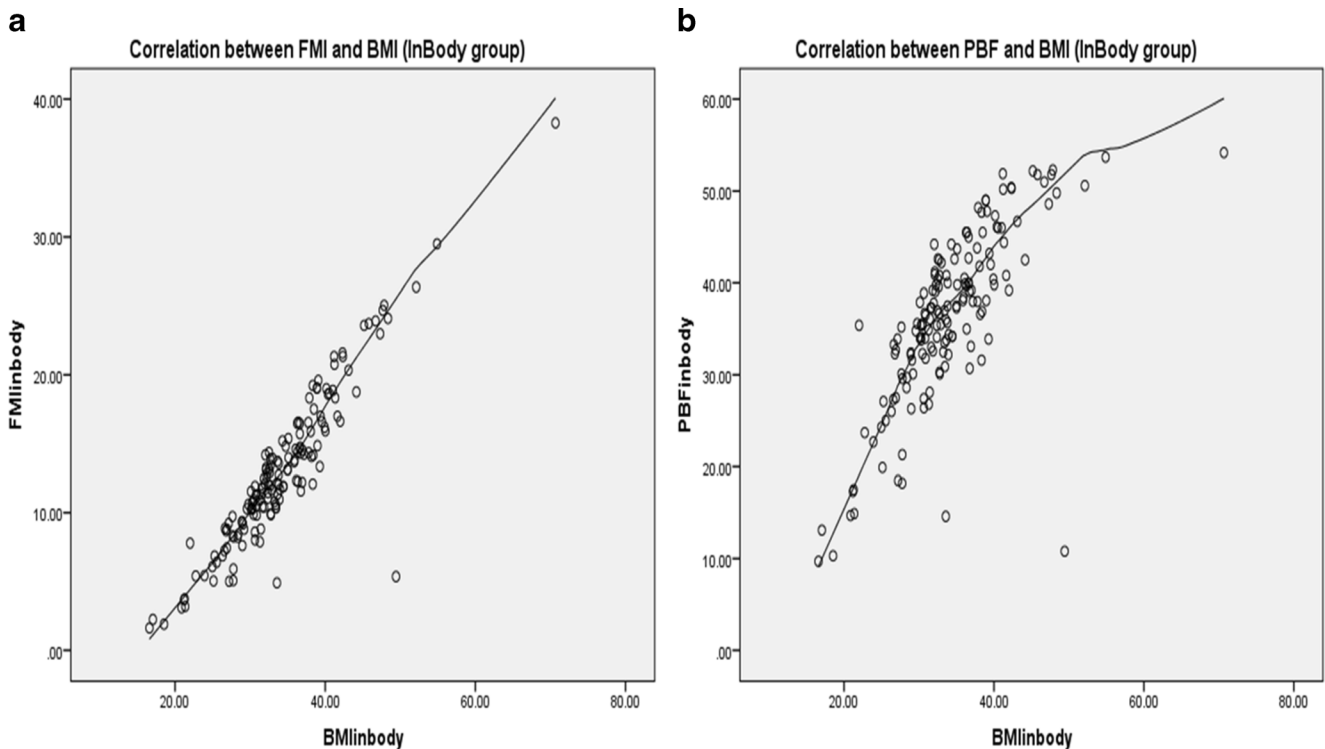 a
Correlation between FMI and BMI (InBody group)
40.00
30.00
20.00
10.00
.00
FMIinbody
20.00
40.00
60.00
80.00
BMIinbody
b
Correlation between PBF and BMI (InBody group)
60.00
50.00
40.00
30.00
20.00
10.00
.00
PBFinbody
20.00
40.00
60.00
80.00
BMIinbody